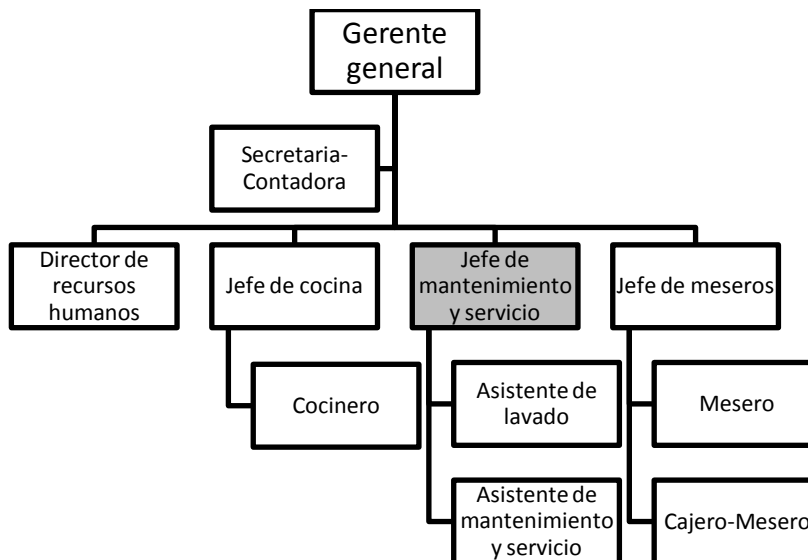 Gerente
general
Secretaria-
Contadora
Director de
recursos
humanos
Jefe de cocina
Jefe de
mantenimiento
y servicio
Jefe de meseros
Cocinero
Asistente de
lavado
Mesero
Asistente de
mantenimiento
y servicio
Cajero-Mesero